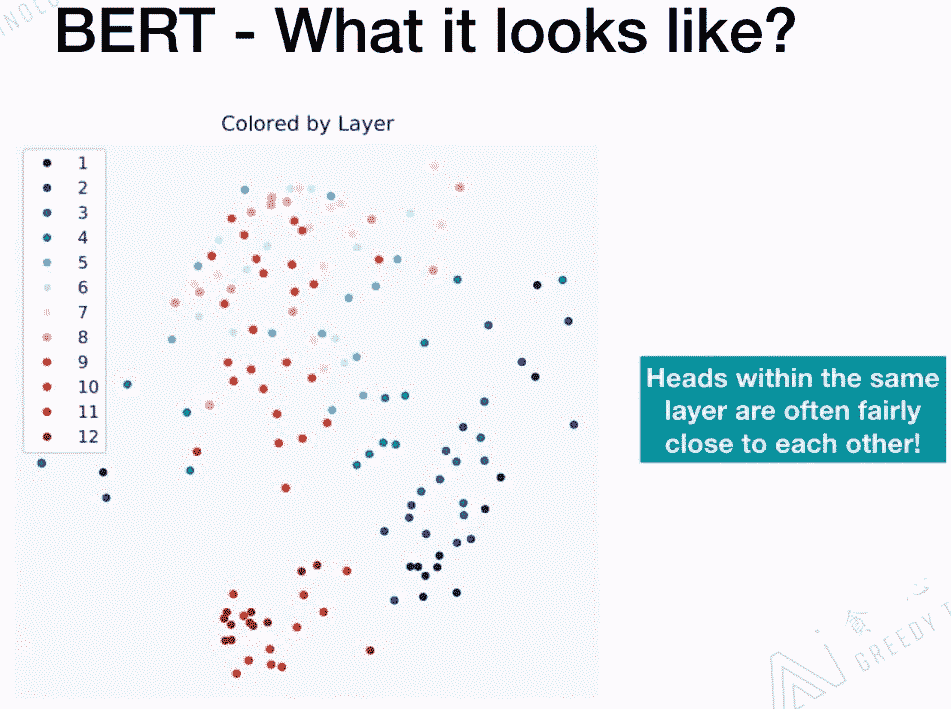 BERT - What it looks like?
Colored by Layer
1
2
3
4
5
6
7
8
9
10
11
12
Heads within the same
layer are often fairly
close to each other!
GREEDY